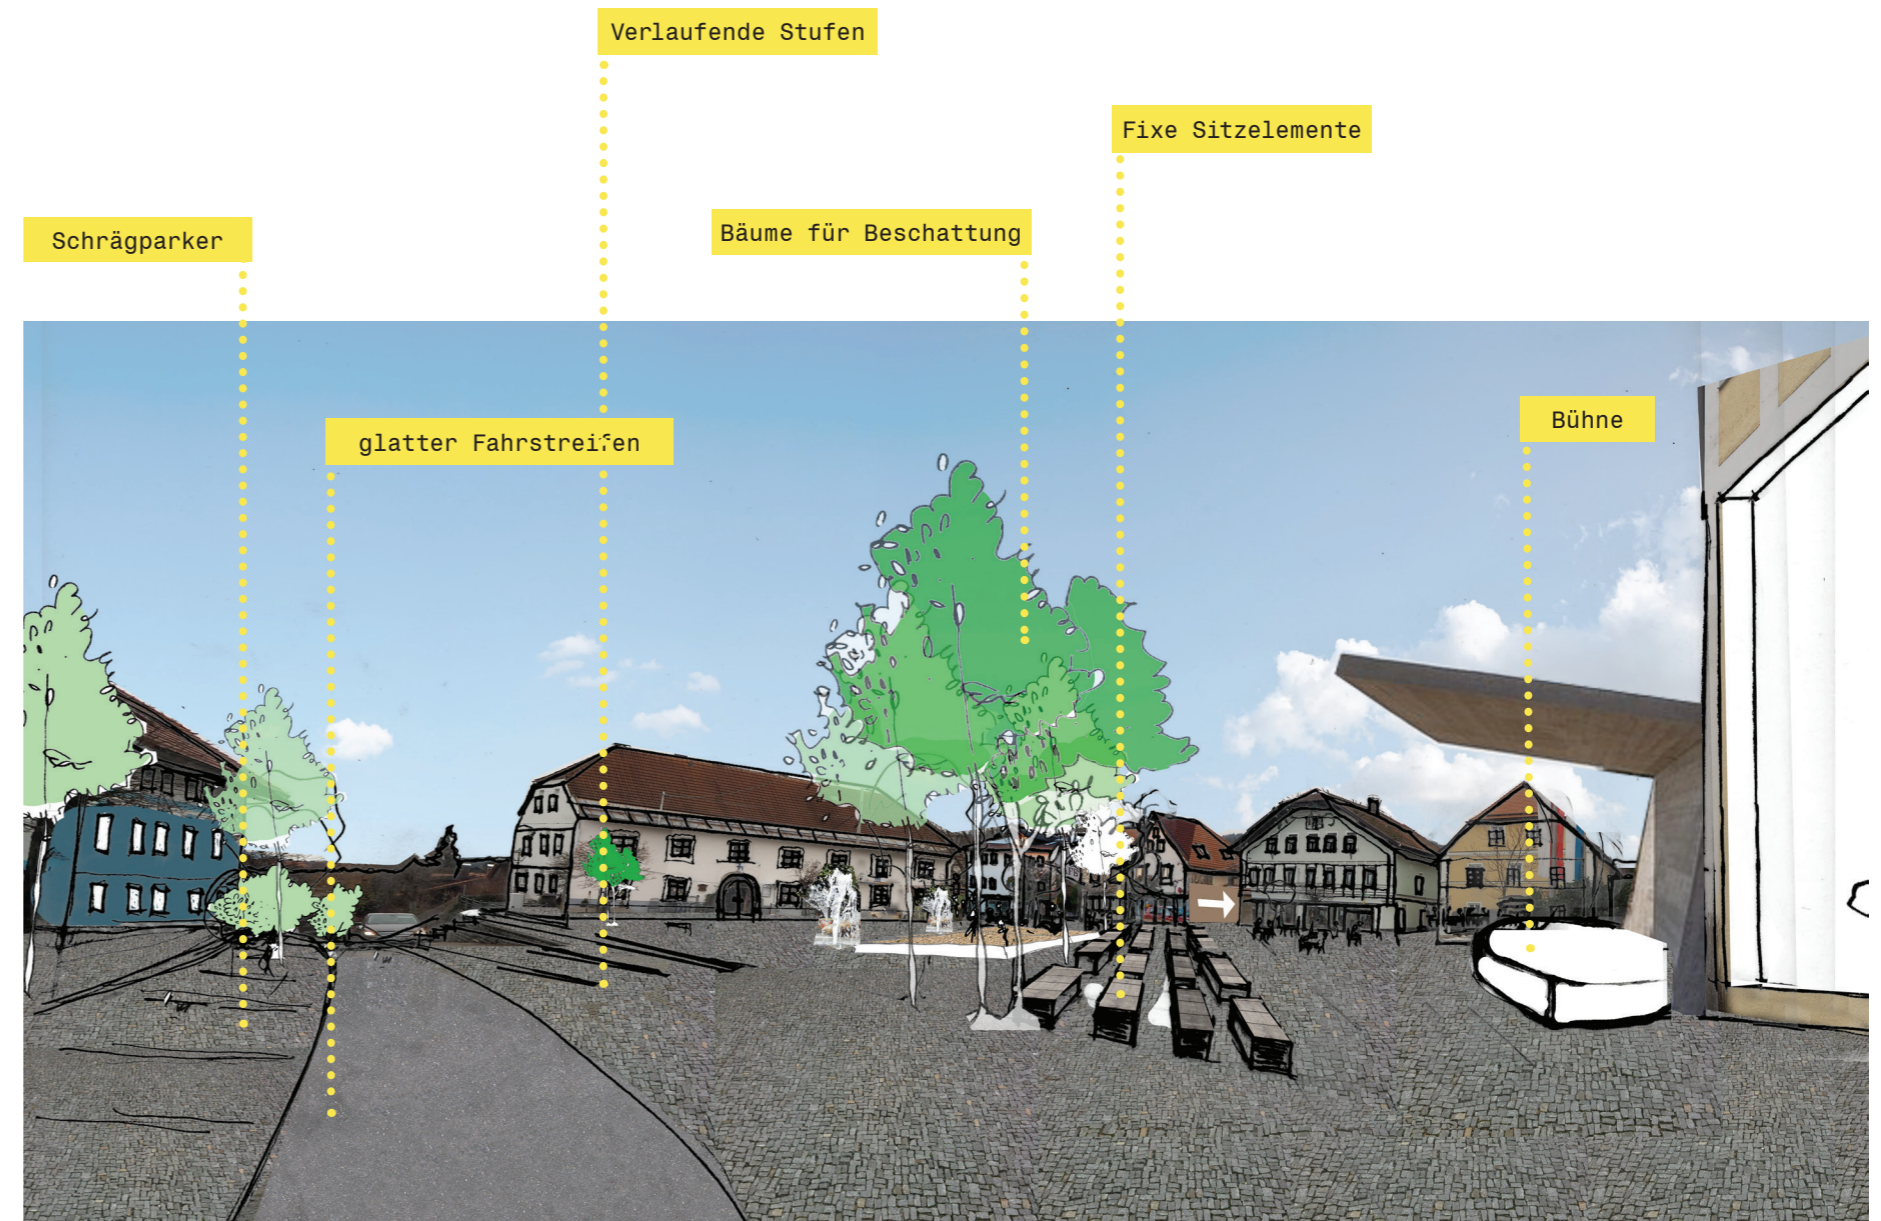 Verlaufende Stufen
Fixe Sitzelemente
Bäume für Beschattung
Schrägparker
Bühne
glatter Fahrstreifen